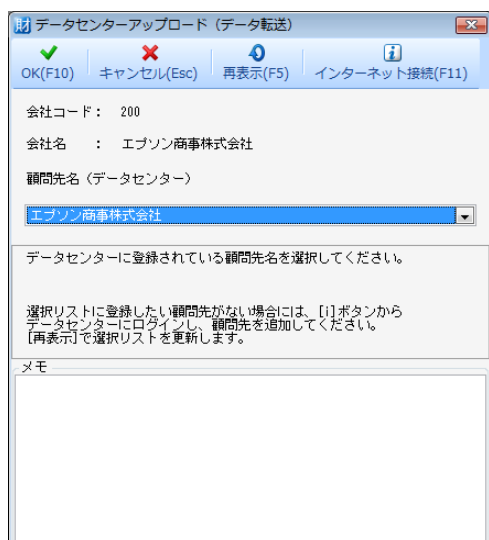 財 データセンターアップロード（データ転送）
OK(F10) キャンセル(Esc) 再表示(F5) インターネット接続(F11)
会社コード： 200
会社名 ： エプソン商事株式会社
顧問先名（データセンター）
エプソン商事株式会社
データセンターに登録されている顧問先名を選択してください。
選択リストに登録したい顧問先がない場合には、[i]ボタンから
データセンターにログインし、顧問先を追加してください。
[再表示]で選択リストを更新します。
メモ